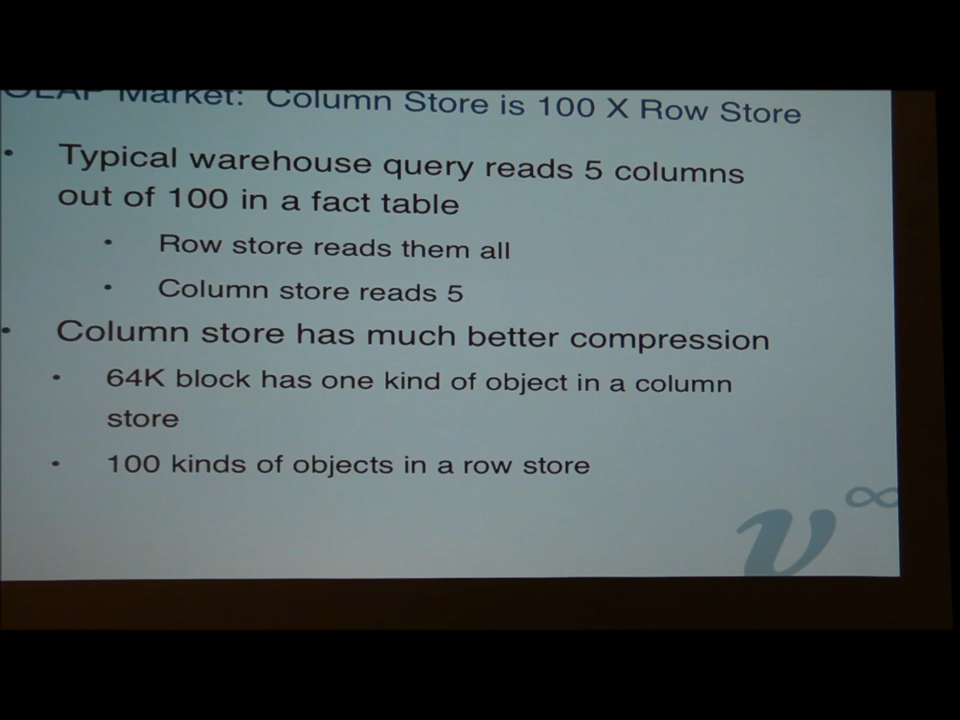 OLAP Market: Column Store is 100 X Row Store
• Typical warehouse query reads 5 columns
out of 100 in a fact table
• Row store reads them all
• Column store reads 5
• Column store has much better compression
• 64K block has one kind of object in a column
store
• 100 kinds of objects in a row store
v∞